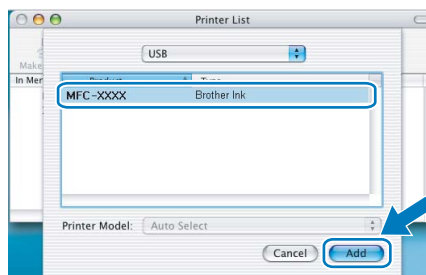 Printer List
USB
Make
In Mer
Product Type
MFC-XXXX Brother Ink
Printer Model: Auto Select
Cancel Add